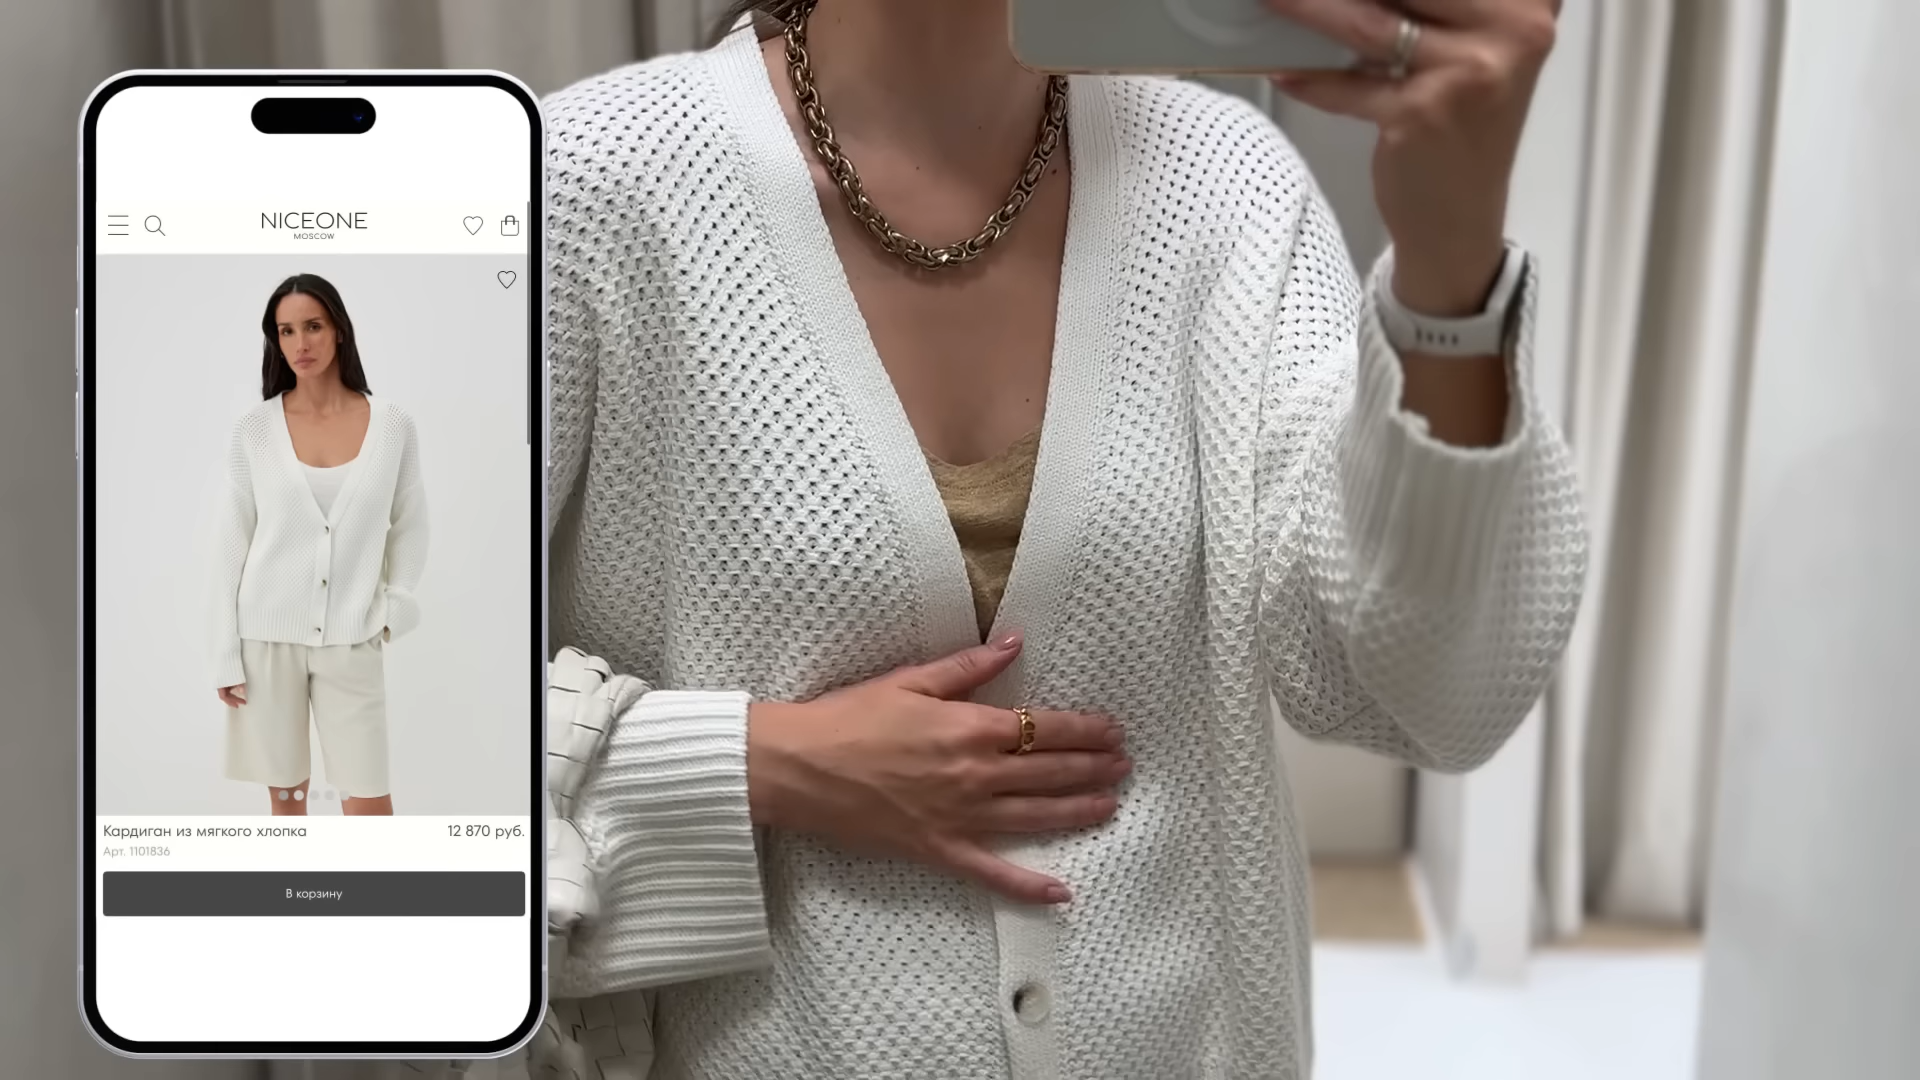 NICEONE
MOSCOW
Кардиган из мягкого хлопка
12 870 руб.
Арт. 1101836
В корзину